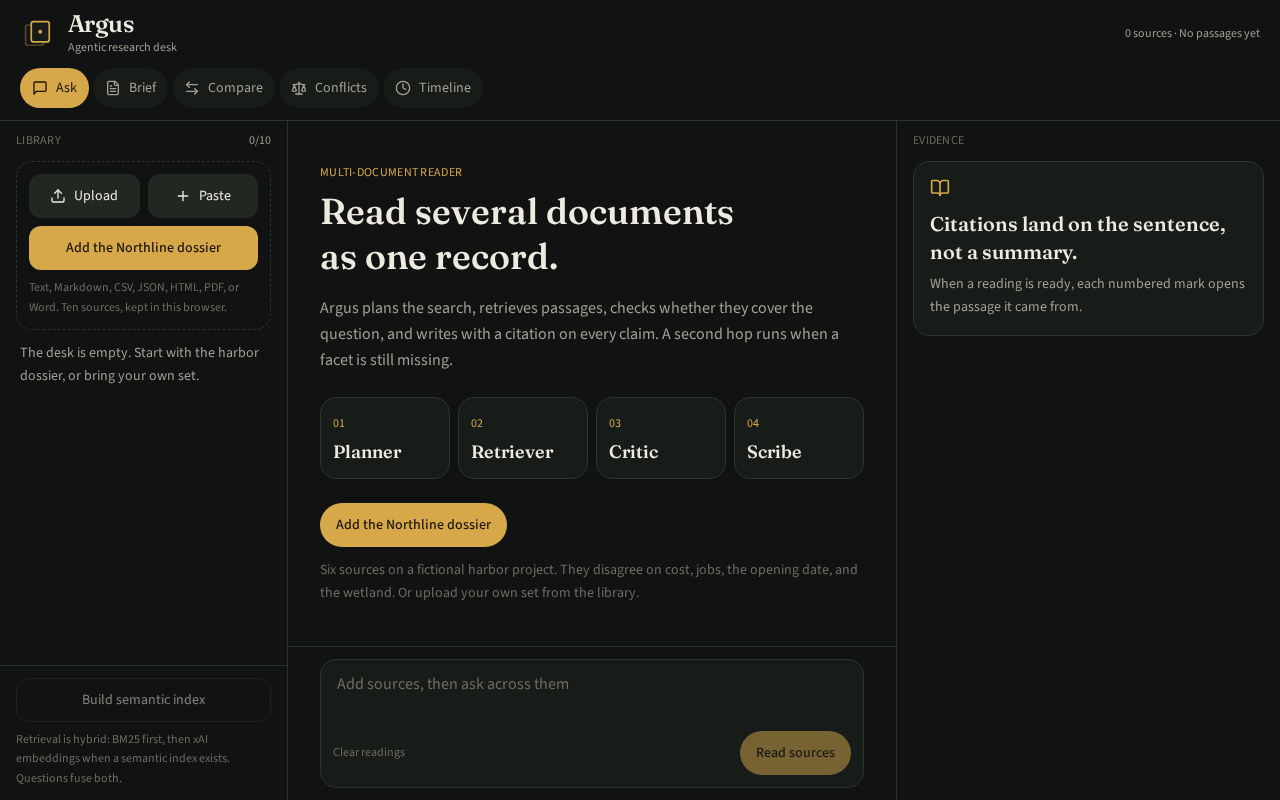 Argus
Agentic research desk
0 sources · No passages yet
Ask
Brief
Compare
Conflicts
Timeline
LIBRARY
0/10
Upload
Paste
Add the Northline dossier
Text, Markdown, CSV, JSON, HTML, PDF, or
Word. Ten sources, kept in this browser.
The desk is empty. Start with the harbor
dossier, or bring your own set.
Build semantic index
Retrieval is hybrid: BM25 first, then xAI
embeddings when a semantic index exists.
Questions fuse both.
MULTI-DOCUMENT READER
Read several documents
as one record.
Argus plans the search, retrieves passages, checks whether they cover the
question, and writes with a citation on every claim. A second hop runs when a
facet is still missing.
01
Planner
02
Retriever
03
Critic
04
Scribe
Add the Northline dossier
Six sources on a fictional harbor project. They disagree on cost, jobs, the opening date, and
the wetland. Or upload your own set from the library.
Add sources, then ask across them
Clear readings
Read sources
EVIDENCE
Citations land on the sentence,
not a summary.
When a reading is ready, each numbered mark opens
the passage it came from.